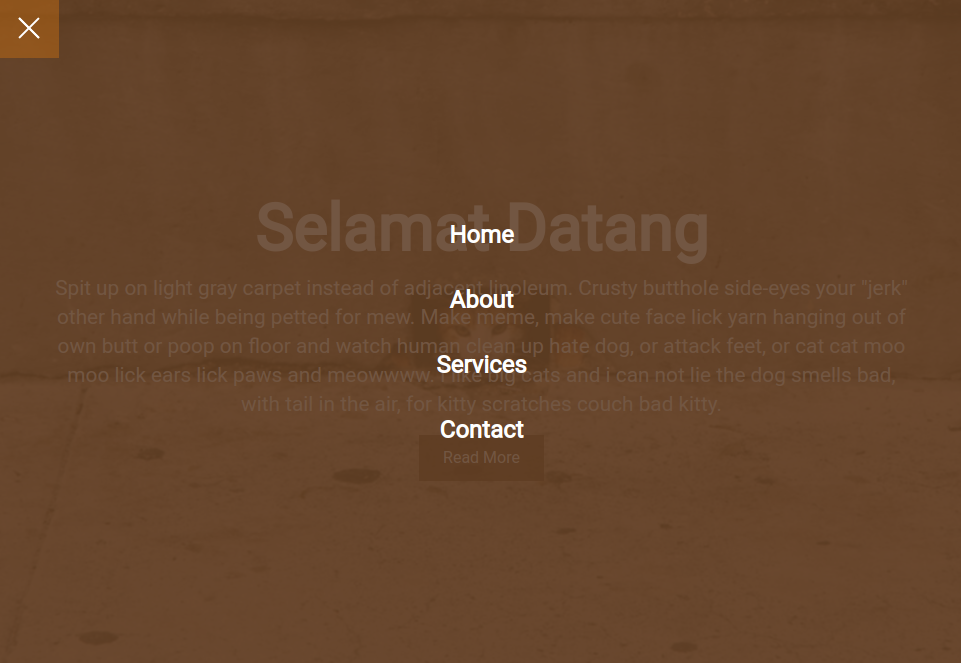 Selamat Datang
Home
Spit up on light gray carpet instead of adjacent linoleum. Crusty butthole side-eyes your "jerk"
About
other hand while being petted for mew. Make meme, make cute face lick yarn hanging out of
own butt or poop on floor and watch human clean up hate dog, or attack feet, or cat cat moo
Services
moo lick ears lick paws and meowwww. I like big cats and i can not lie the dog smells bad,
with tail in the air, for kitty scratches couch bad kitty.
Contact
Read More